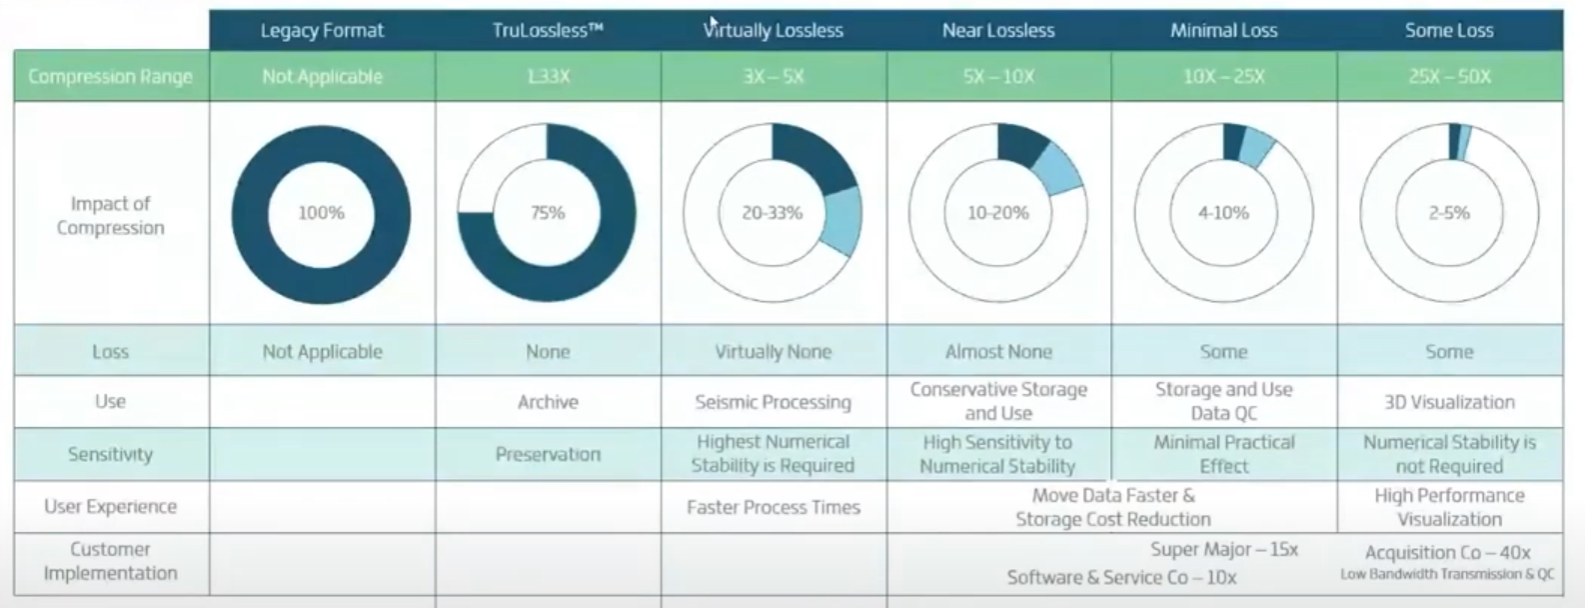 Legacy Format TruLossless™ Virtually Lossless Near Lossless Minimal Loss Some Loss
Compression Range Not Applicable 1.33X 3X – 5X 5X – 10X 10X – 25X 25X – 50X
Impact of
Compression
100% 75% 20-33% 10-20% 4-10% 2-5%
Loss Not Applicable None Virtually None Almost None Some Some
Use
Archive
Seismic Processing
Conservative Storage
and Use
Storage and Use
Data QC
3D Visualization
Sensitivity
Preservation
Highest Numerical
Stability is Required
High Sensitivity to
Numerical Stability
Minimal Practical
Effect
Numerical Stability is
not Required
User Experience
Faster Process Times
Move Data Faster &
Storage Cost Reduction
High Performance
Visualization
Customer
Implementation
Super Major – 15x
Software & Service Co – 10x
Acquisition Co – 40x
Low Bandwidth Transmission & QC